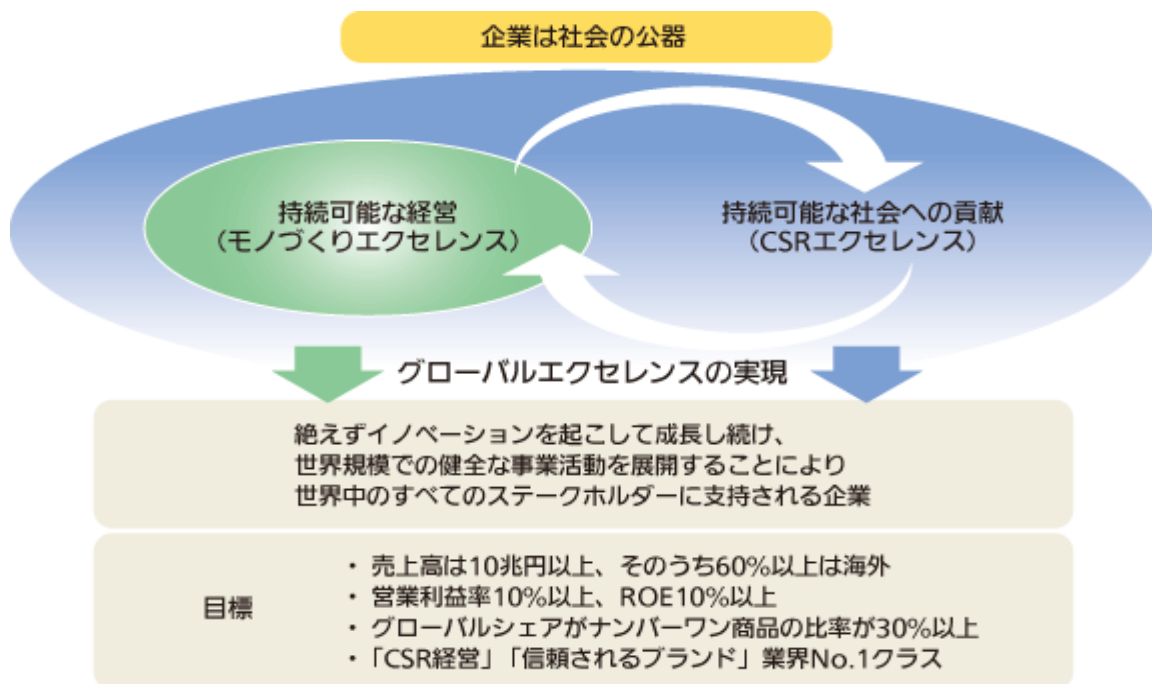 企業は社会の公器
持続可能な経営
（モノづくりエクセレンス）
持続可能な社会への貢献
（CSRエクセレンス）
グローバルエクセレンスの実現
絶えずイノベーションを起こして成長し続け、
世界規模での健全な事業活動を展開することにより
世界中のすべてのステークホルダーに支持される企業
目標
・ 売上高は10兆円以上、そのうち60%以上は海外
・ 営業利益率10%以上、ROE10%以上
・ グローバルシェアがナンバーワン商品の比率が30%以上
・ 「CSR経営」「信頼されるブランド」業界No.1クラス